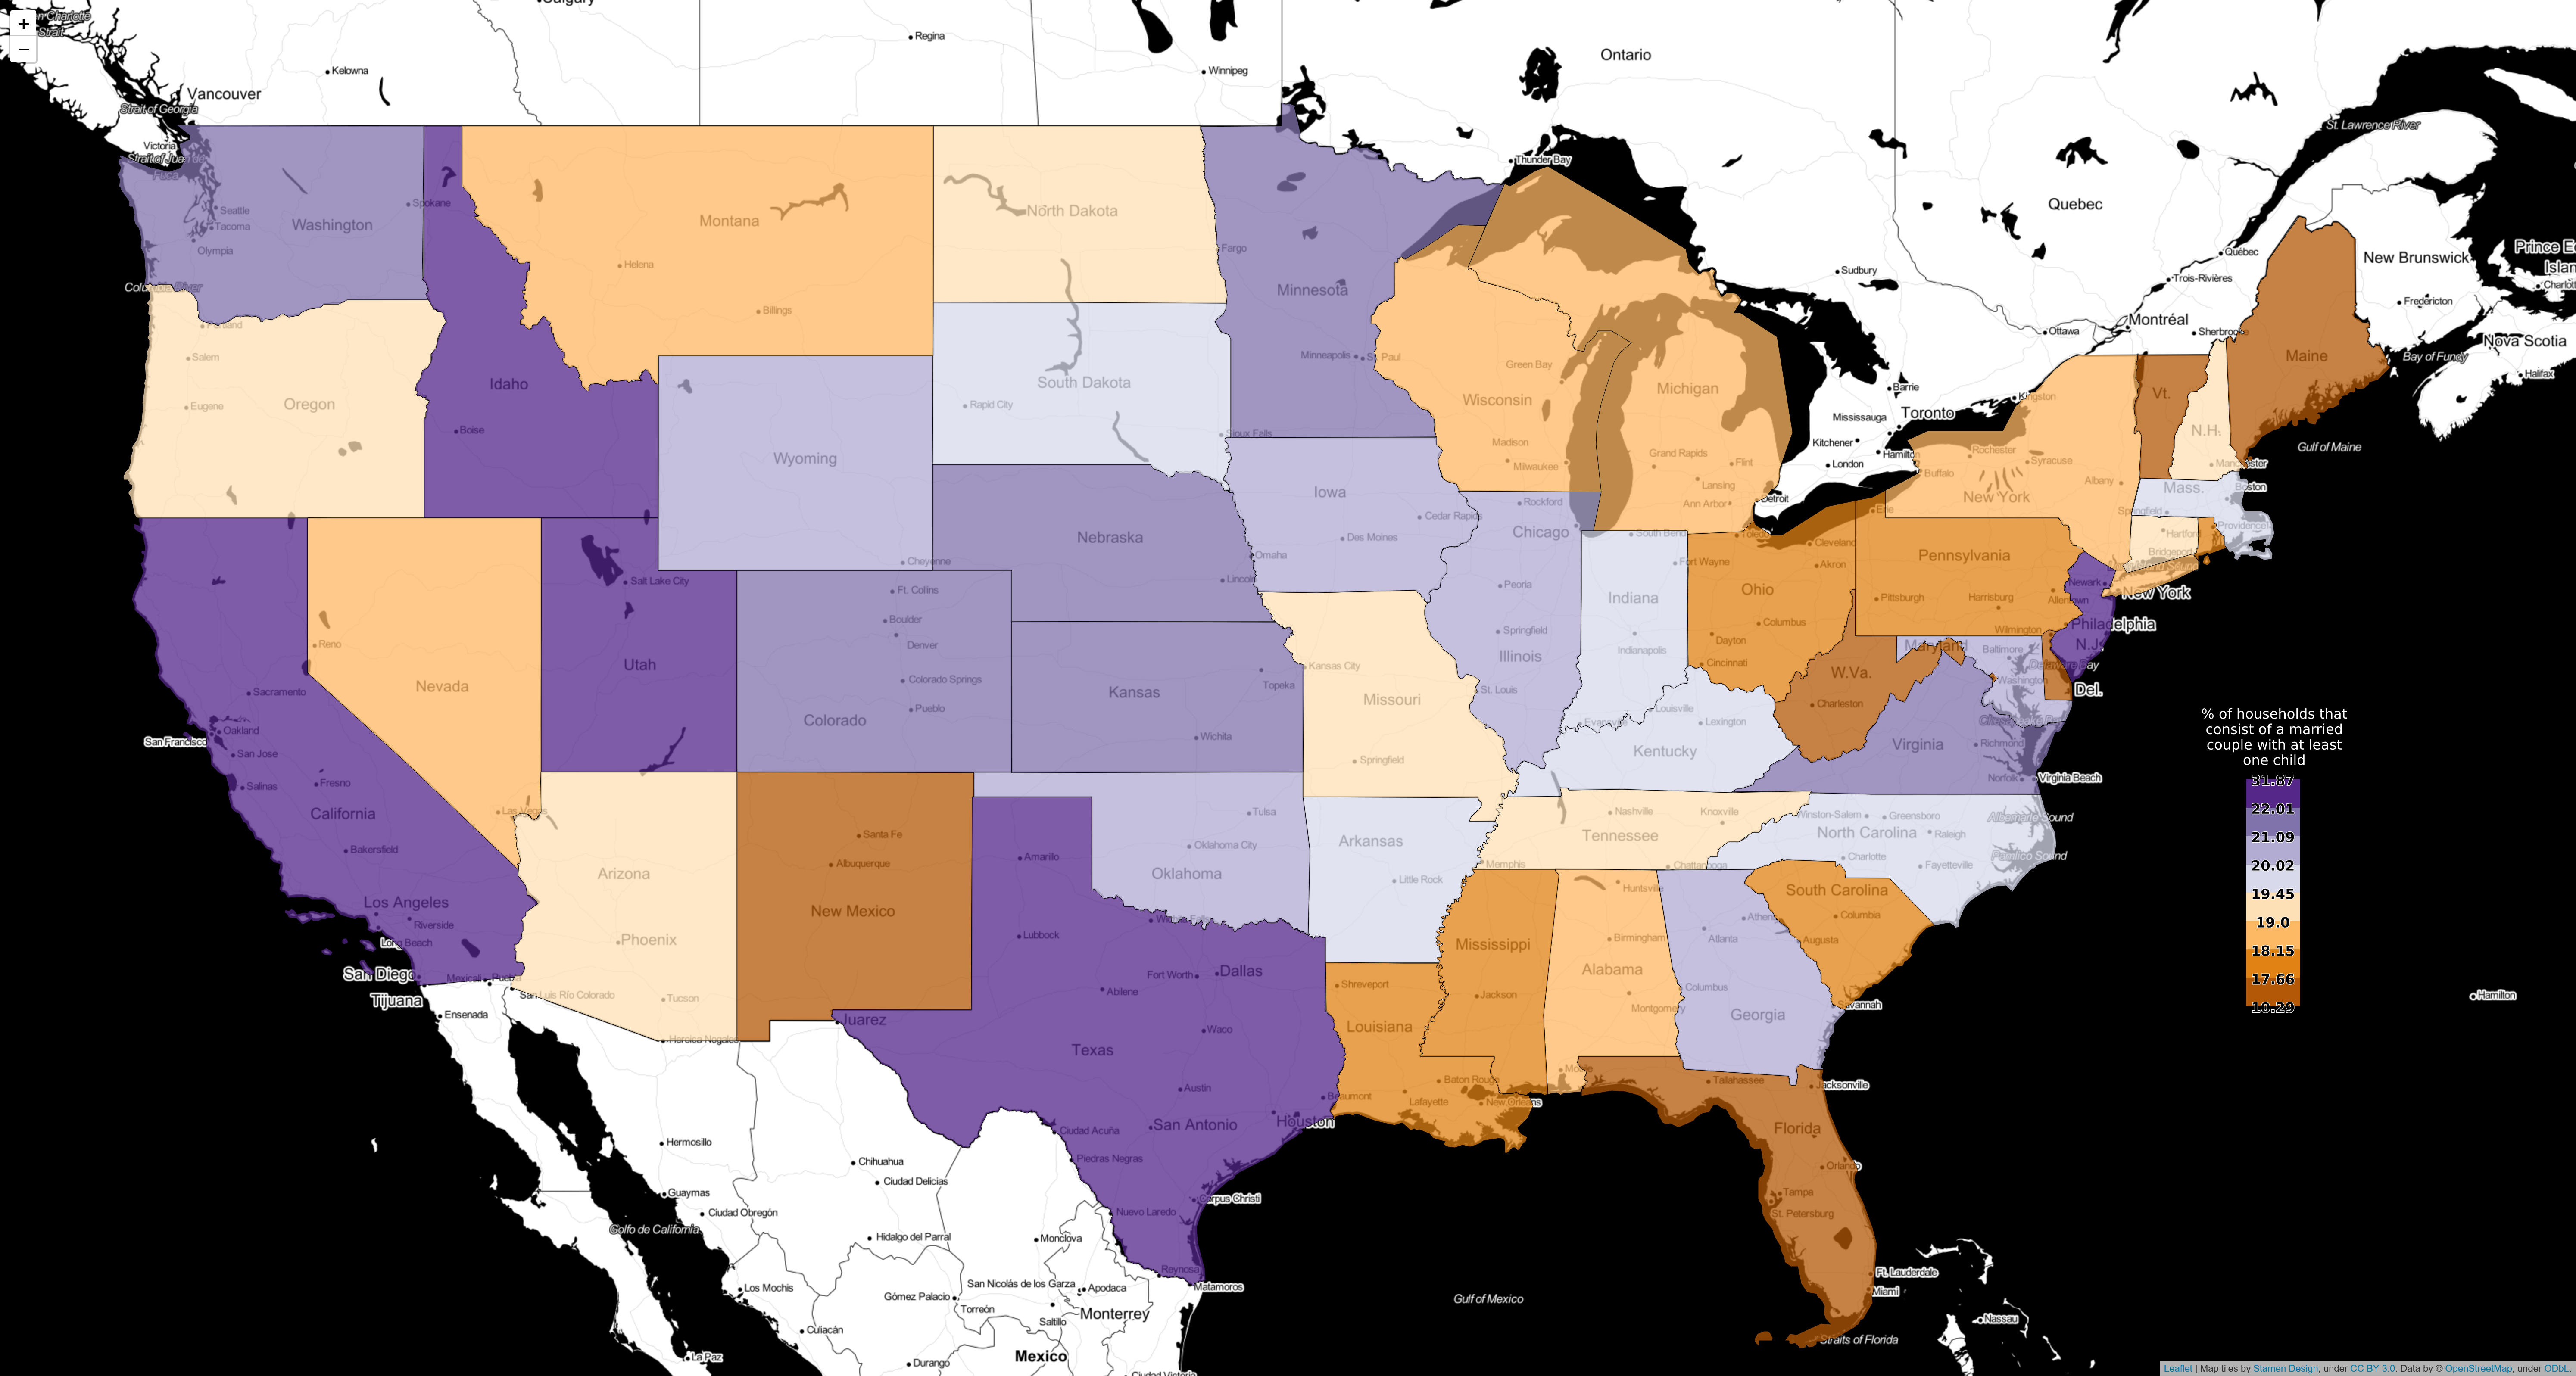 +
−
Calgary
Regina
Kelowna
Winnipeg
Ontario
Vancouver
Strait of Georgia
Victoria
Strait of Juan de
Fuca
Thunder Bay
St. Lawrence River
Quebec
Spokane
Seattle
Washington
Tacoma
Olympia
Montana
North Dakota
Helena
Fargo
Columbia River
Billings
Minnesota
Sudbury
Québec
Trois-Rivières
New Brunswick
Fredericton
Portland
Salem
Minneapolis
St. Paul
Green Bay
Ottawa
Montréal
Sherbrooke
Nova Scotia
Bay of Fundy
Halifax
Maine
Idaho
South Dakota
Michigan
Barrie
Eugene
Oregon
Rapid City
Wisconsin
Kingston
Vt.
Toronto
Mississauga
Boise
Sioux Falls
Madison
Kitchener
N.H.
Gulf of Maine
Wyoming
Milwaukee
Grand Rapids
Flint
London
Hamilton
Rochester
Syracuse
Manchester
Iowa
Lansing
Buffalo
Albany
Mass.
Boston
Rockford
Ann Arbor
Detroit
New York
Springfield
Cedar Rapids
Erie
Providence
Nebraska
Des Moines
Chicago
South Bend
Toledo
Cleveland
Hartford
Omaha
Fort Wayne
Akron
Pennsylvania
Bridgeport
Cheyenne
Lincoln
Peoria
Ohio
Newark
Salt Lake City
Ft. Collins
Indiana
Pittsburgh
Harrisburg
Allentown
New York
Boulder
Denver
Springfield
Columbus
Wilmington
Philadelphia
Reno
Illinois
Indianapolis
Dayton
Maryland
Baltimore
N.J.
Utah
Kansas City
Cincinnati
W.Va.
Delaware Bay
Nevada
Colorado Springs
Topeka
Kansas
Missouri
St. Louis
Washington
Del.
Sacramento
Colorado
Pueblo
Louisville
Lexington
Charleston
Evansville
Oakland
San Francisco
San Jose
Wichita
Kentucky
Virginia
Richmond
Springfield
Norfolk
Virginia Beach
Salinas
Fresno
California
Las Vegas
Tulsa
Nashville
Knoxville
Winston-Salem
Greensboro
Albemarle Sound
Santa Fe
Tennessee
North Carolina
Raleigh
Bakersfield
Albuquerque
Amarillo
Oklahoma City
Arkansas
Memphis
Chattanooga
Charlotte
Fayetteville
Pamlico Sound
Arizona
Oklahoma
Little Rock
Huntsville
South Carolina
Los Angeles
New Mexico
Wichita Falls
Athens
Columbia
Riverside
Long Beach
Phoenix
Lubbock
Mississippi
Birmingham
Atlanta
Augusta
San Diego
Mexicali
Fort Worth
Dallas
Alabama
Tijuana
San Luis Río Colorado
Tucson
Abilene
Shreveport
Jackson
Columbus
Montgomery
Savannah
Ensenada
Juarez
Louisiana
Georgia
Heroica Nogales
Waco
Texas
Mobile
Austin
Baton Rouge
Tallahassee
Jacksonville
Beaumont
Lafayette
New Orleans
San Antonio
Houston
Ciudad Acuña
Florida
Hermosillo
Chihuahua
Piedras Negras
Orlando
Ciudad Delicias
Guaymas
Corpus Christi
Tampa
Ciudad Obregón
Nuevo Laredo
St. Petersburg
Golfo de California
Hidalgo del Parral
Monclova
Reynosa
Ft. Lauderdale
Los Mochis
San Nicolás de los Garza
Apodaca
Matamoros
Miami
Gómez Palacio
Torreón
Monterrey
Gulf of Mexico
Saltillo
Nassau
Culiacán
Straits of Florida
La Paz
Durango
Mexico
Ciudad Victoria
Hamilton
% of households that
consist of a married
couple with at least
one child
31.87
22.01
21.09
20.02
19.45
19.0
18.15
17.66
10.29
Leaflet | Map tiles by Stamen Design, under CC BY 3.0. Data by © OpenStreetMap, under ODbL.